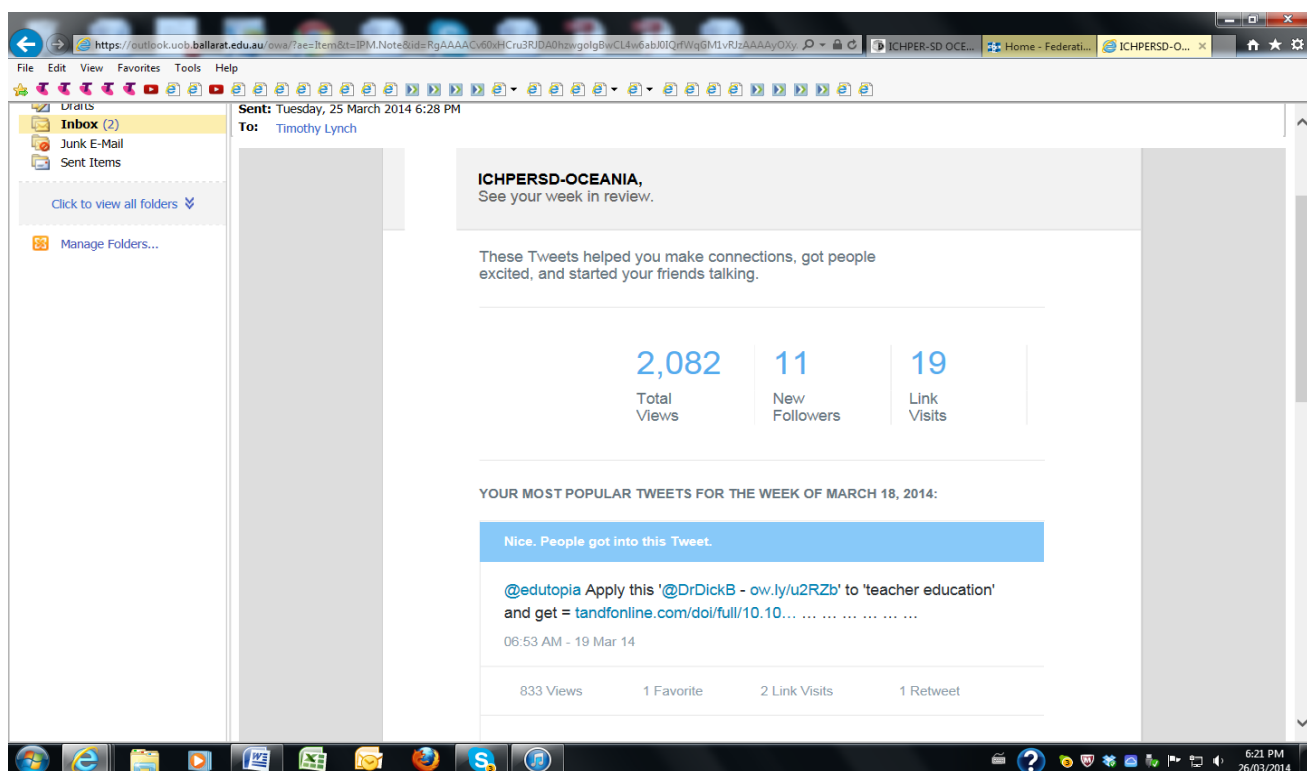 https://outlook.uob.ballarat.edu.au/owa/?ae=Item&t=IPM.Note&id=
ICHPER-SD OCE...
Home - Federati...
ICHPERSD-O...
File Edit View Favorites Tools Help
Drafts
Inbox (2)
Junk E-Mail
Sent Items
Click to view all folders
Manage Folders...
Sent: Tuesday, 25 March 2014 6:28 PM
To: Timothy Lynch
ICHPERSD-OCEANIA,
See your week in review.
These Tweets helped you make connections, got people
excited, and started your friends talking.
2,082 11 19
Total New Link
Views Followers Visits
YOUR MOST POPULAR TWEETS FOR THE WEEK OF MARCH 18, 2014:
Nice. People got into this Tweet.
@edutopia Apply this '@DrDickB - ow.ly/u2RZb' to 'teacher education'
and get = tandfonline.com/doi/full/10.10... ... ... ... ... ... ...
06:53 AM - 19 Mar 14
833 Views 1 Favorite 2 Link Visits 1 Retweet
6:21 PM
26/03/2014